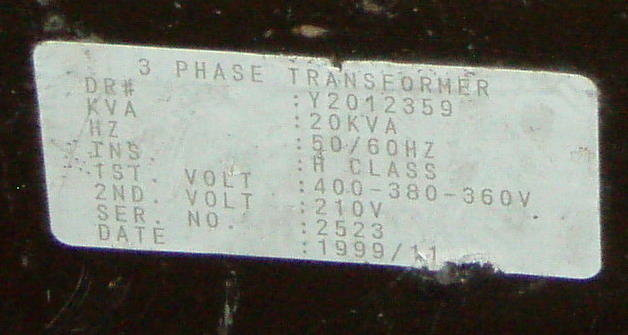 3 PHASE TRANSFORMER
DR# :Y2012359
KVA :20KVA
HZ :50/60HZ
INS. :H CLASS
1ST. VOLT :400-380-360V
2ND. VOLT :210V
SER. NO. :2523
DATE :1999/11